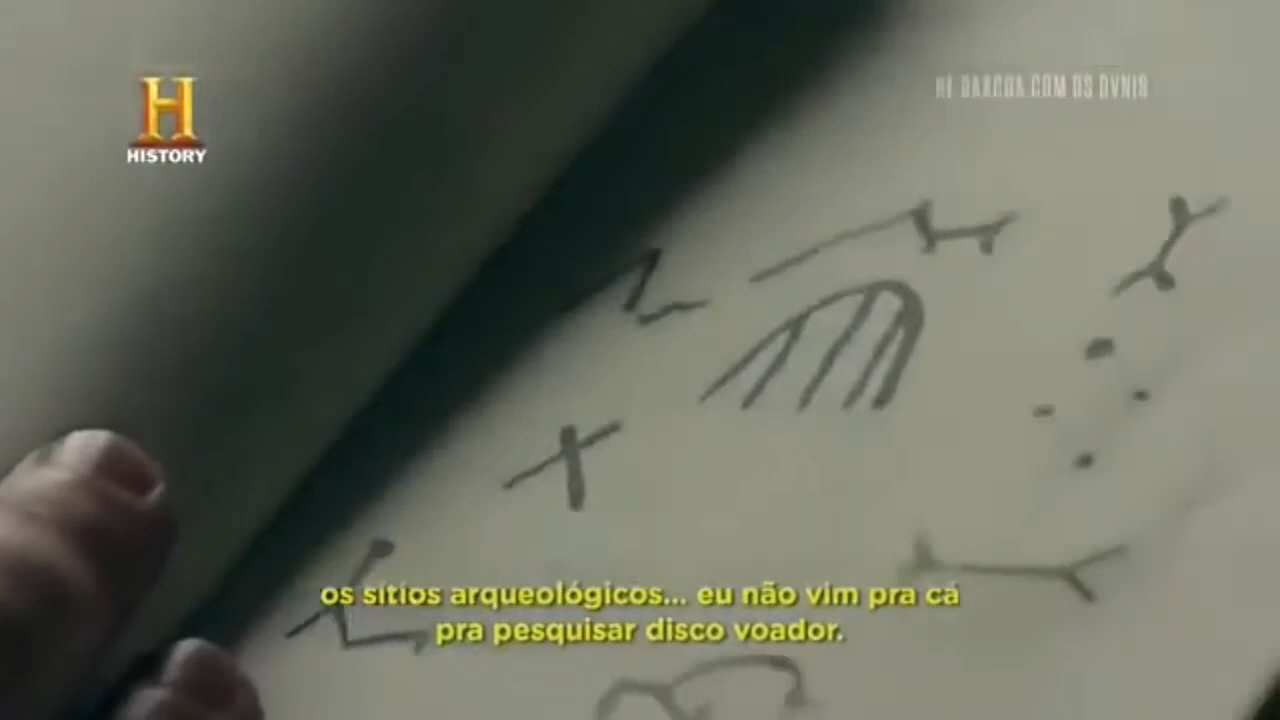 H
HISTORY
os sítios arqueológicos... eu não vim pra cá
pra pesquisar disco voador.